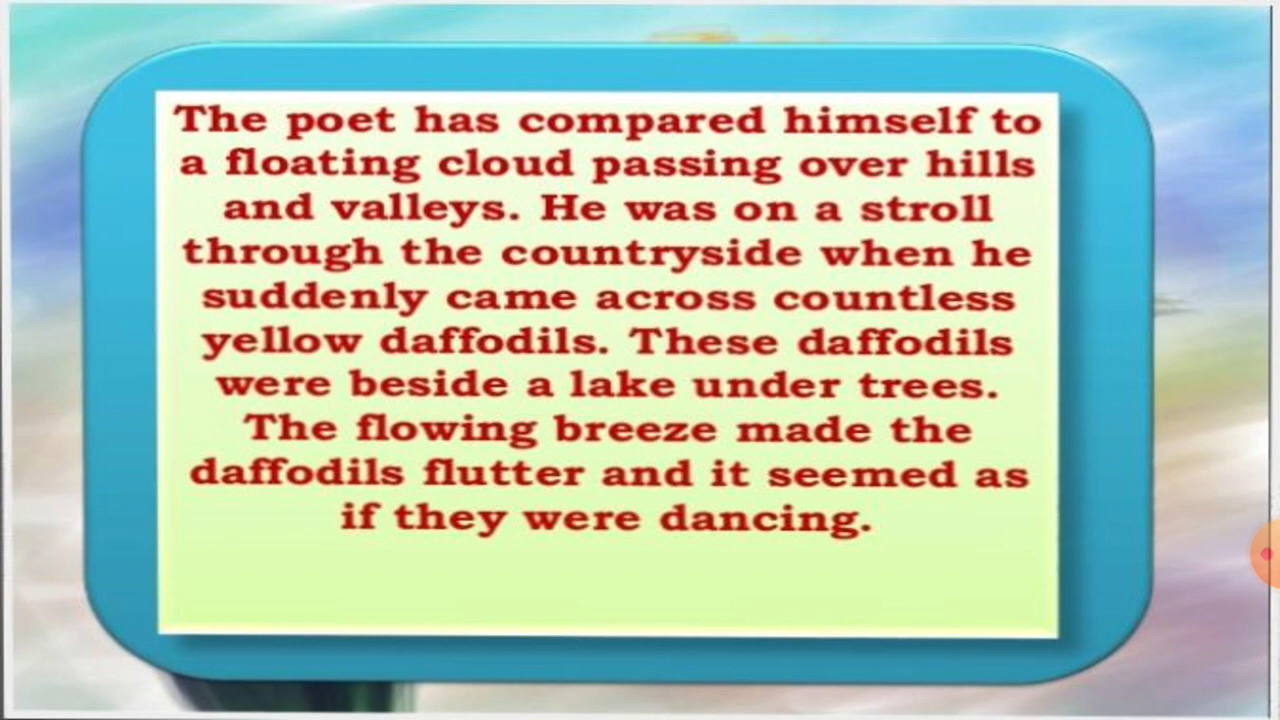 The poet has compared himself to
a floating cloud passing over hills
and valleys. He was on a stroll
through the countryside when he
suddenly came across countless
yellow daffodils. These daffodils
were beside a lake under trees.
The flowing breeze made the
daffodils flutter and it seemed as
if they were dancing.